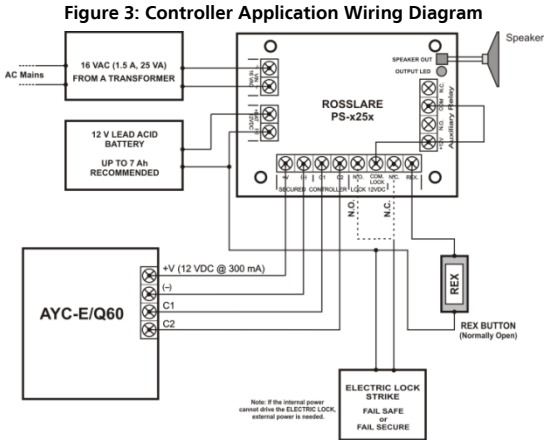 Figure 3: Controller Application Wiring Diagram
Speaker
16 VAC (1.5 A, 25 VA)
FROM A TRANSFORMER
AC Mains
SPEAKER OUT
OUTPUT LED
ROSSLARE
PS-x25x
N.C.
COM
N.O.
+12V
Auxiliary Relay
12 V LEAD ACID
BATTERY
UP TO 7 Ah
RECOMMENDED
+V
(-)
C1
C2
N.O.
COM.
LOCK
N.C.
REX.
SECURED CONTROLLER
LOCK 12VDC
N.O.
N.C.
AYC-E/Q60
+V (12 VDC @ 300 mA)
(–)
C1
C2
REX
REX BUTTON
(Normally Open)
Note: If the internal power
cannot drive the ELECTRIC LOCK,
external power is needed.
ELECTRIC LOCK
STRIKE
FAIL SAFE
or
FAIL SECURE